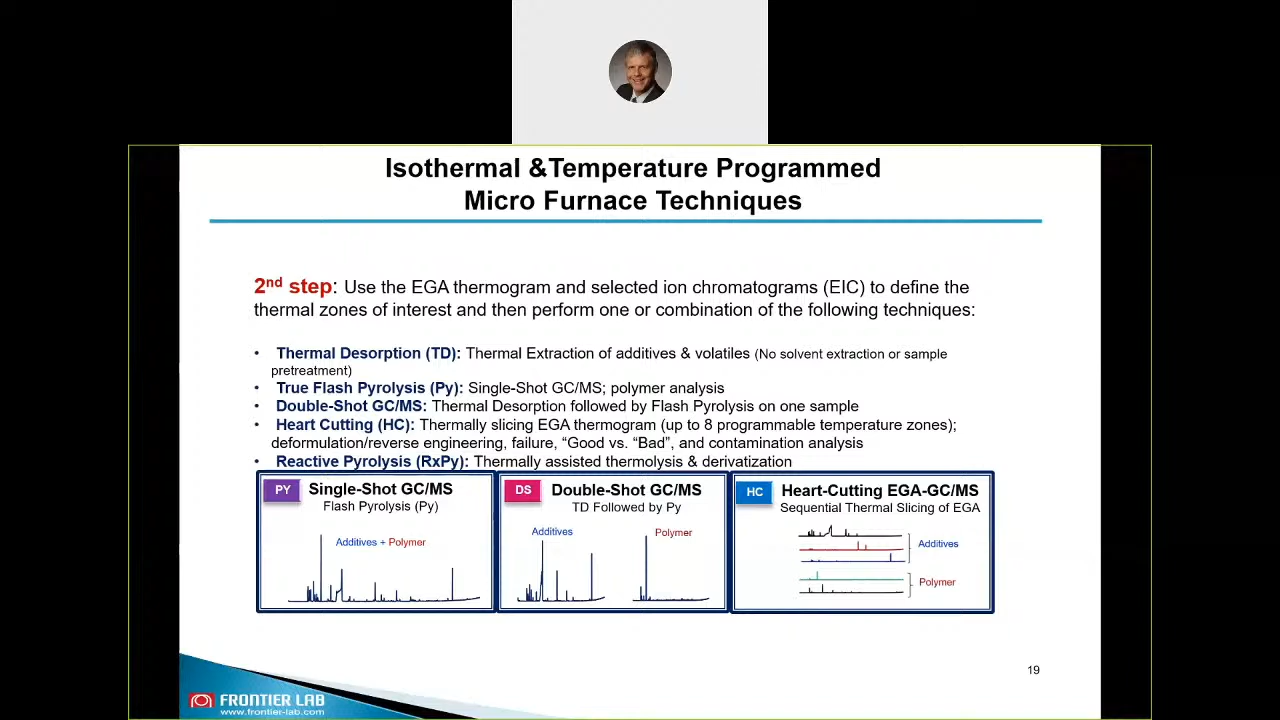 Isothermal &Temperature Programmed
Micro Furnace Techniques
2nd step: Use the EGA thermogram and selected ion chromatograms (EIC) to define the
thermal zones of interest and then perform one or combination of the following techniques:
• Thermal Desorption (TD): Thermal Extraction of additives & volatiles (No solvent extraction or sample
pretreatment)
• True Flash Pyrolysis (Py): Single-Shot GC/MS; polymer analysis
• Double-Shot GC/MS: Thermal Desorption followed by Flash Pyrolysis on one sample
• Heart Cutting (HC): Thermally slicing EGA thermogram (up to 8 programmable temperature zones);
deformulation/reverse engineering, failure, “Good vs. “Bad”, and contamination analysis
• Reactive Pyrolysis (RxPy): Thermally assisted thermolysis & derivatization
PY Single-Shot GC/MS
Flash Pyrolysis (Py)
Additives + Polymer
DS Double-Shot GC/MS
TD Followed by Py
Additives
Polymer
HC Heart-Cutting EGA-GC/MS
Sequential Thermal Slicing of EGA
Additives
Polymer
19
FRONTIER LAB
www.frontier-lab.com